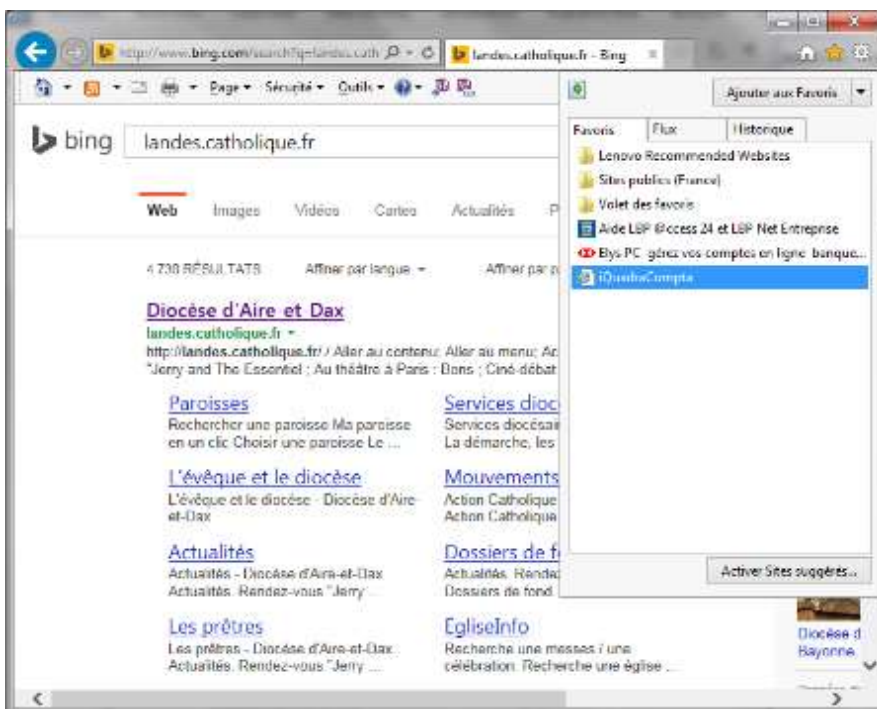 http://www.bing.com/search?q=landes.cath
landes.catholique.fr - Bing
Page
Sécurité
Outils
Ajouter aux Favoris
Favoris
Flux
Historique
Lenovo Recommended Websites
Sites publics (France)
Volet des favoris
Aide LBP @ccess 24 et LBP Net Entreprise
Elys PC gérez vos comptes en ligne banque...
iQuadraCompta
Activer Sites suggérés...
bing
landes.catholique.fr
Web
Images
Vidéos
Cartes
Actualités
P
4 730 RÉSULTATS
Affiner par langue
Affiner par
Diocèse d'Aire et Dax
landes.catholique.fr
http://landes.catholique.fr/ / Aller au contenu; Aller au menu; Ac
"Jerry and The Essentiel ; Au théâtre à Paris : Bons ; Ciné-débat
Paroisses
Rechercher une paroisse Ma paroisse
en un clic Choisir une paroisse Le ...
Services dioc
Services diocésai
La démarche, les
L'évêque et le diocèse
L'évêque et le diocèse - Diocèse d'Aire-
et-Dax
Mouvements
Action Catholique
Action Catholique
Actualités
Actualités - Diocèse d'Aire-et-Dax
Actualités. Rendez-vous "Jerry ...
Dossiers de f
Actualités. Rendez
Dossiers de fond
Les prêtres
Les prêtres - Diocèse d'Aire-et-Dax
Actualités. Rendez-vous "Jerry ...
EgliseInfo
Recherche une messes / une
célébration Recherche une église ...
Diocèse d
Bayonne.